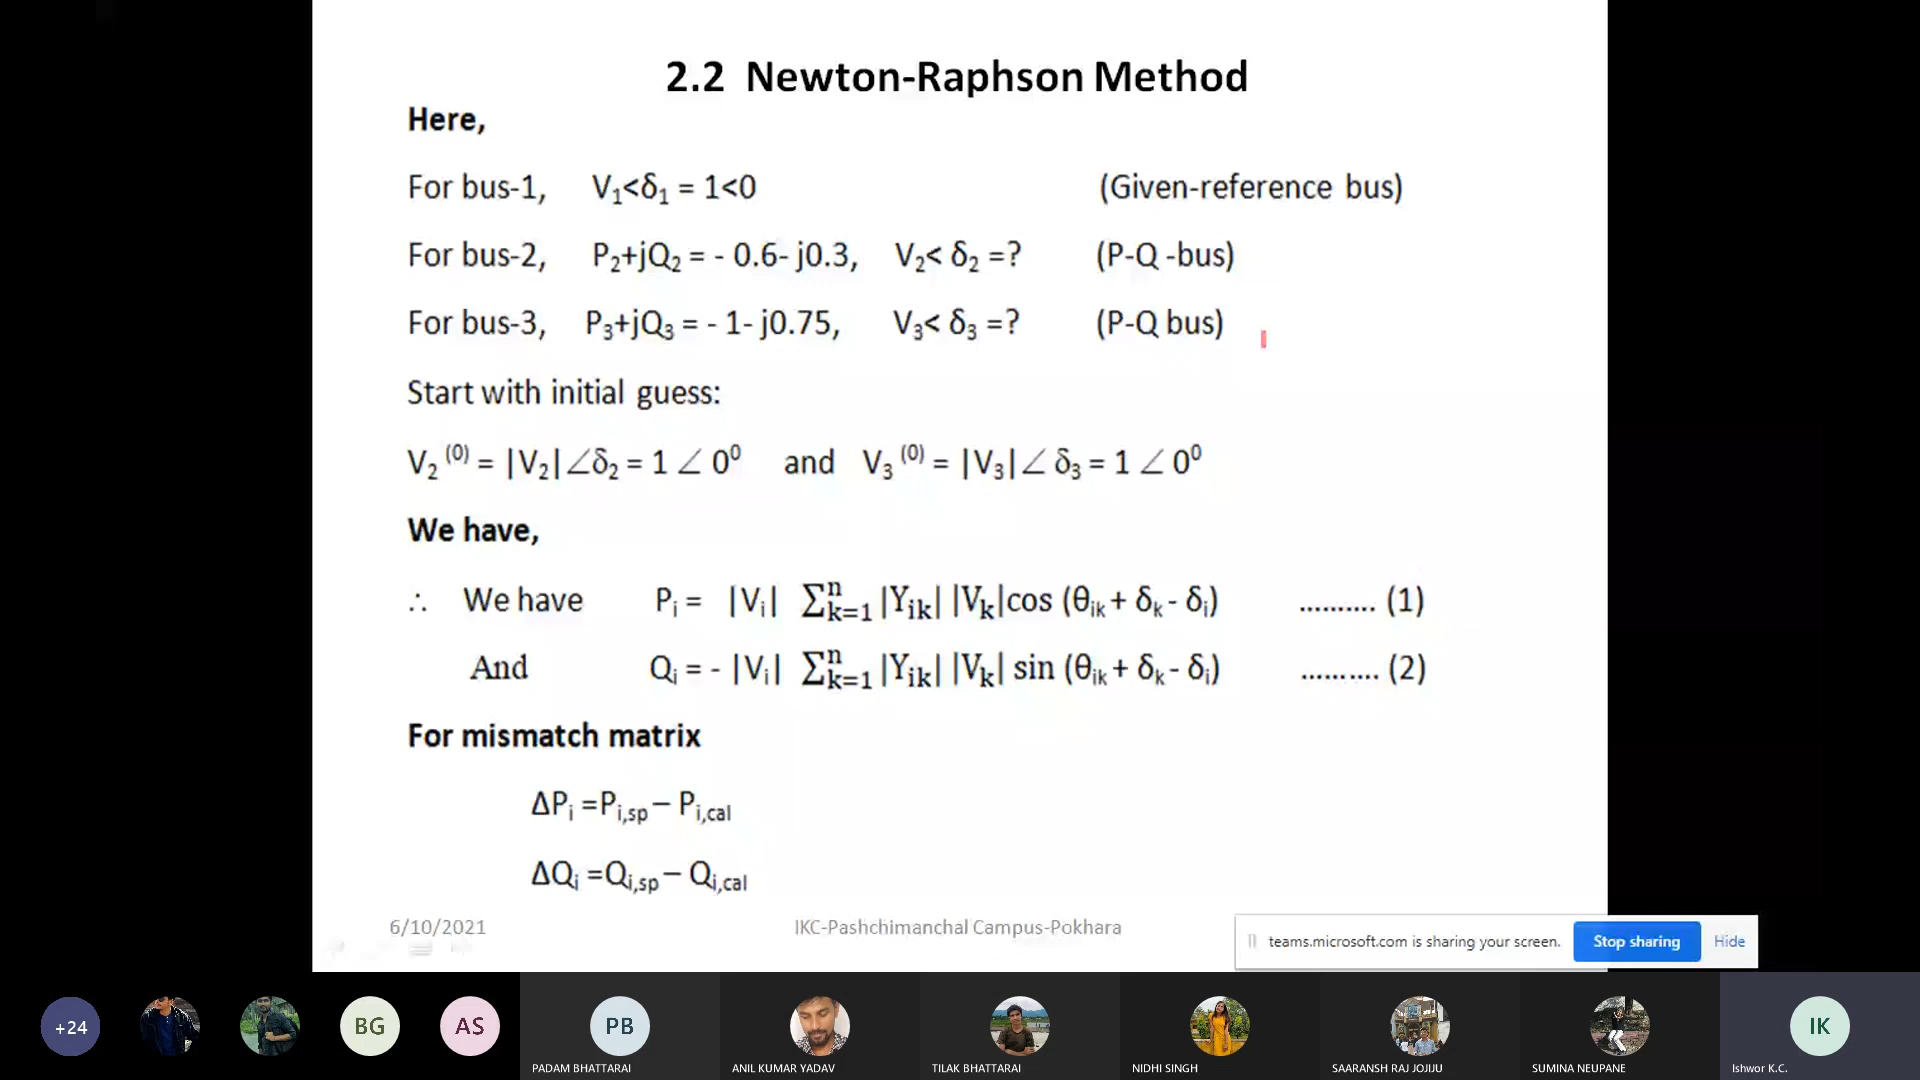 2.2 Newton-Raphson Method
Here,
For bus-1, V₁<δ₁ = 1<0 (Given-reference bus)
For bus-2, P₂+jQ₂ = - 0.6- j0.3, V₂< δ₂ =? (P-Q -bus)
For bus-3, P₃+jQ₃ = - 1- j0.75, V₃< δ₃ =? (P-Q bus)
Start with initial guess:
V₂ ⁽⁰⁾ = |V₂|∠δ₂ = 1 ∠ 0⁰ and V₃ ⁽⁰⁾ = |V₃|∠ δ₃ = 1 ∠ 0⁰
We have,
∴ We have Pᵢ = |Vᵢ| ∑ⁿₖ₌₁ |Yᵢₖ| |Vₖ|cos (θᵢₖ + δₖ - δᵢ) .......... (1)
And Qᵢ = - |Vᵢ| ∑ⁿₖ₌₁ |Yᵢₖ| |Vₖ| sin (θᵢₖ + δₖ - δᵢ) .......... (2)
For mismatch matrix
ΔPᵢ =Pi,sp – Pi,cal
ΔQᵢ =Qi,sp – Qi,cal
6/10/2021 IKC-Pashchimanchal Campus-Pokhara
teams.microsoft.com is sharing your screen. Stop sharing Hide
+24 BG AS PB IK
PADAM BHATTARAI ANIL KUMAR YADAV TILAK BHATTARAI NIDHI SINGH SAARANSH RAJ JOJIJU SUMINA NEUPANE Ishwor K.C.